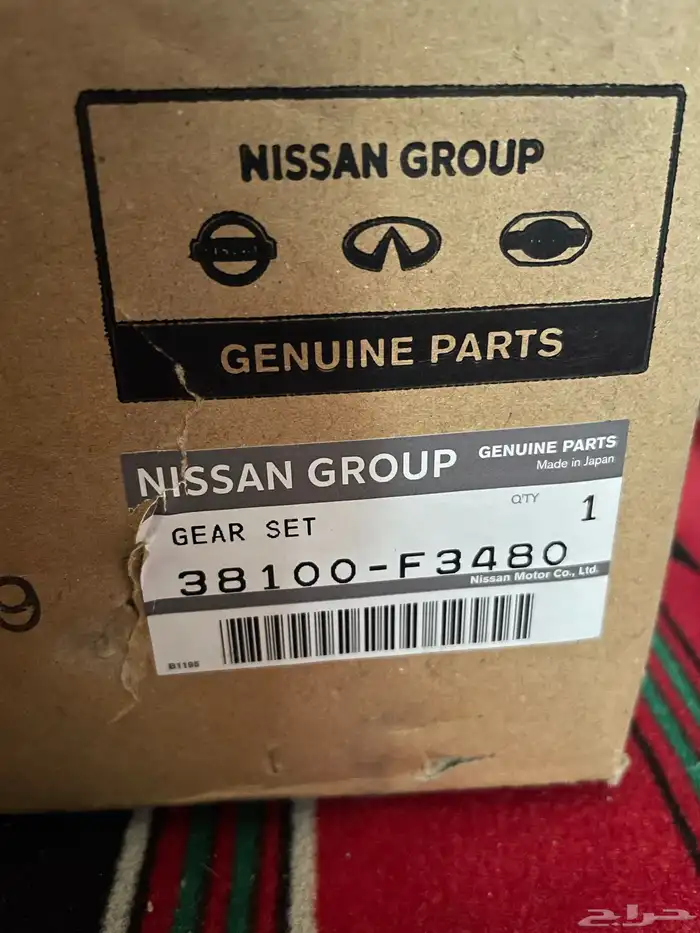 NISSAN GROUP
GENUINE PARTS
NISSAN GROUP
GENUINE PARTS
Made in Japan
GEAR SET
QTY 1
38100-F3480
Nissan Motor Co., Ltd.
9
B1195
حراج